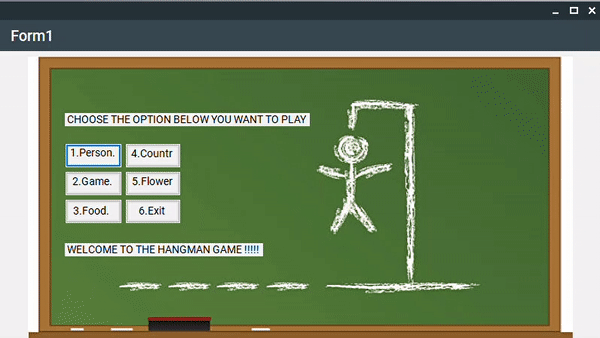 Form1
CHOOSE THE OPTION BELOW YOU WANT TO PLAY
1.Person. 4.Countr
2.Game. 5.Flower
3.Food. 6.Exit
WELCOME TO THE HANGMAN GAME !!!!!